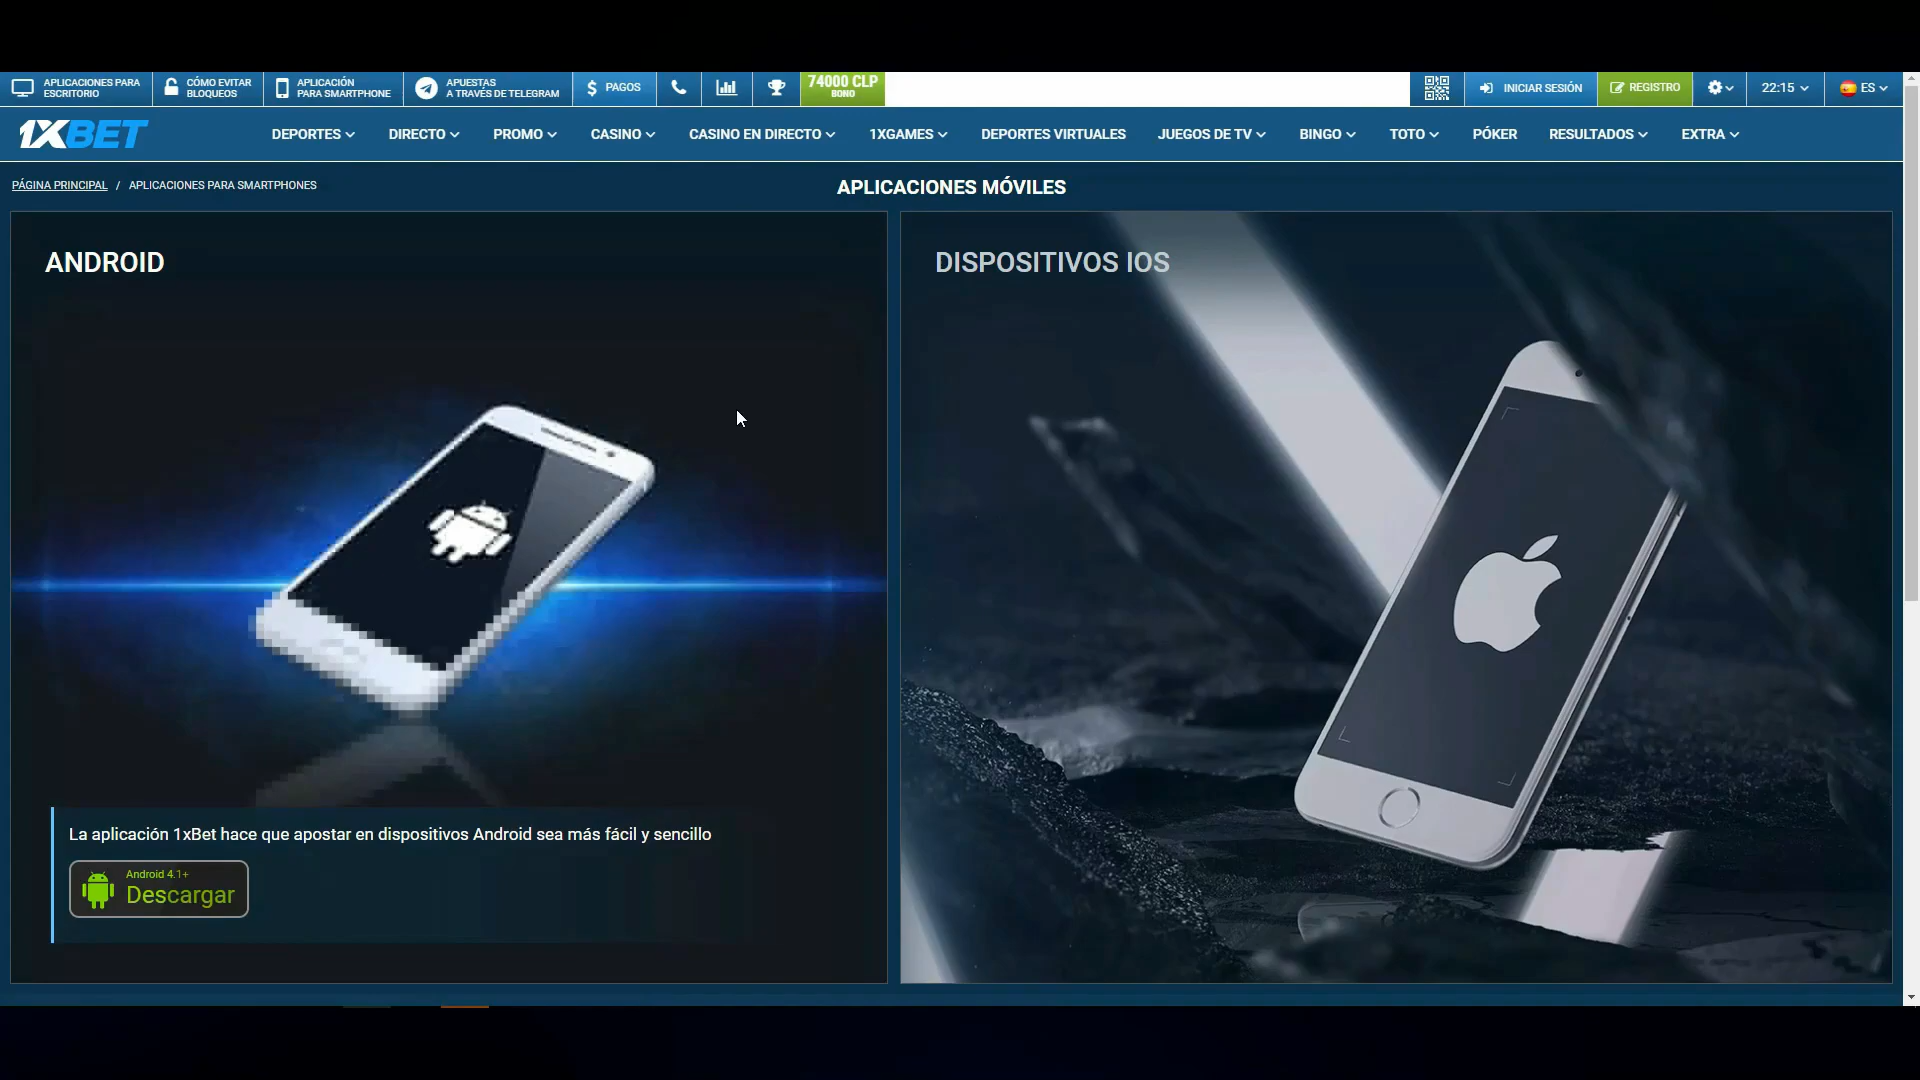 APLICACIONES PARA
ESCRITORIO
CÓMO EVITAR
BLOQUEOS
APLICACIÓN
PARA SMARTPHONE
APUESTAS
A TRAVÉS DE TELEGRAM
$ PAGOS
74000 CLP
BONO
INICIAR SESIÓN
REGISTRO
22:15
ES
1XBET
DEPORTES
DIRECTO
PROMO
CASINO
CASINO EN DIRECTO
1XGAMES
DEPORTES VIRTUALES
JUEGOS DE TV
BINGO
TOTO
PÓKER
RESULTADOS
EXTRA
PÁGINA PRINCIPAL / APLICACIONES PARA SMARTPHONES
APLICACIONES MÓVILES
ANDROID
DISPOSITIVOS IOS
La aplicación 1xBet hace que apostar en dispositivos Android sea más fácil y sencillo
Android 4.1+
Descargar